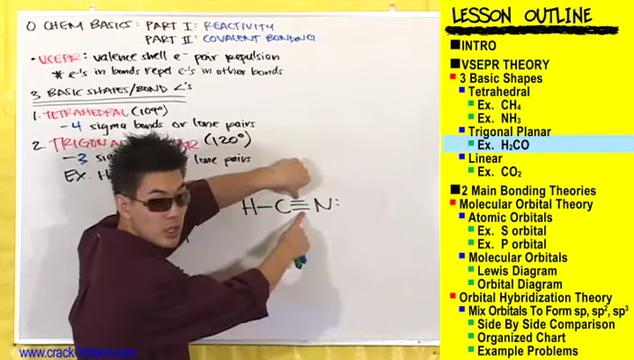 O CHEM BASICS: PART I: REACTIVITY
PART II: COVALENT BONDING
• VSEPR: valence shell e⁻ pair repulsion
* e⁻'s in bonds repel e⁻'s in other bonds
3 BASIC SHAPES/BOND <'s
1. TETRAHEDRAL (109°)
- 4 sigma bonds or lone pairs
2. TRIGONAL (120°)
- 3 or lone pairs
EX. H
H-C≡N:
www.crackOchem.com
LESSON OUTLINE
INTRO
VSEPR THEORY
3 Basic Shapes
Tetrahedral
Ex. CH₄
Ex. NH₃
Trigonal Planar
Ex. H₂CO
Linear
Ex. CO₂
2 Main Bonding Theories
Molecular Orbital Theory
Atomic Orbitals
Ex. S orbital
Ex. P orbital
Molecular Orbitals
Lewis Diagram
Orbital Diagram
Orbital Hybridization Theory
Mix Orbitals To Form sp, sp², sp³
Side By Side Comparison
Organized Chart
Example Problems